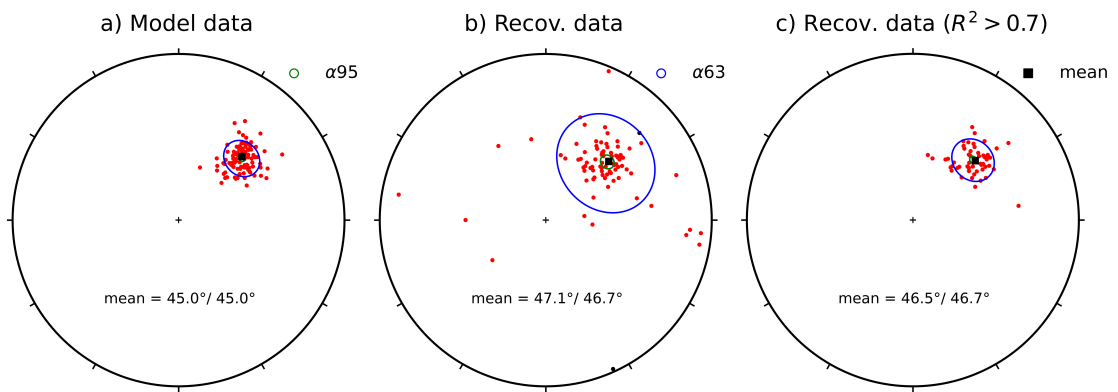 a) Model data
b) Recov. data
c) Recov. data (R² > 0.7)
α95
α63
mean
mean = 45.0°/ 45.0°
mean = 47.1°/ 46.7°
mean = 46.5°/ 46.7°